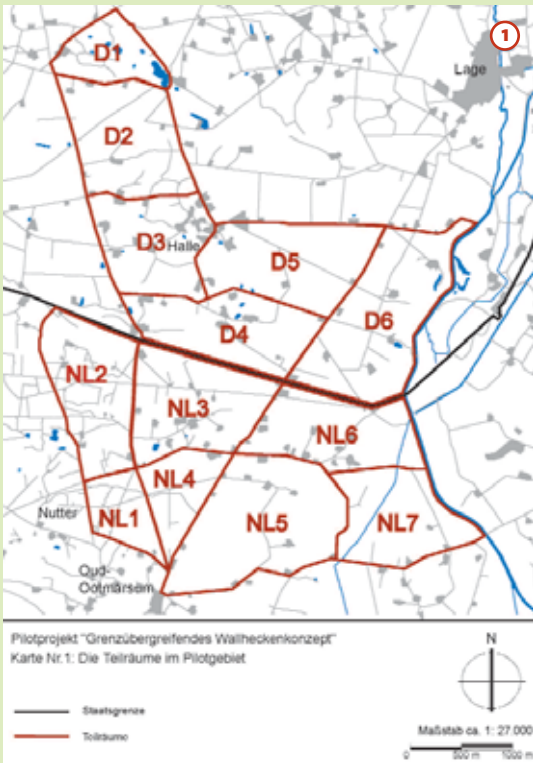 1
Lage
D1
D2
D3
Halle
D5
D4
D6
NL2
NL3
NL6
NL4
NL1
Nutter
NL5
NL7
Oud-
Ootmarsum
Pilotprojekt "Grenzübergreifendes Wallheckenkonzept"
Karte Nr. 1: Die Teilräume im Pilotgebiet
N
Staatsgrenze
Teilräume
Maßstab ca. 1: 27.000
0 500 m 1000 m